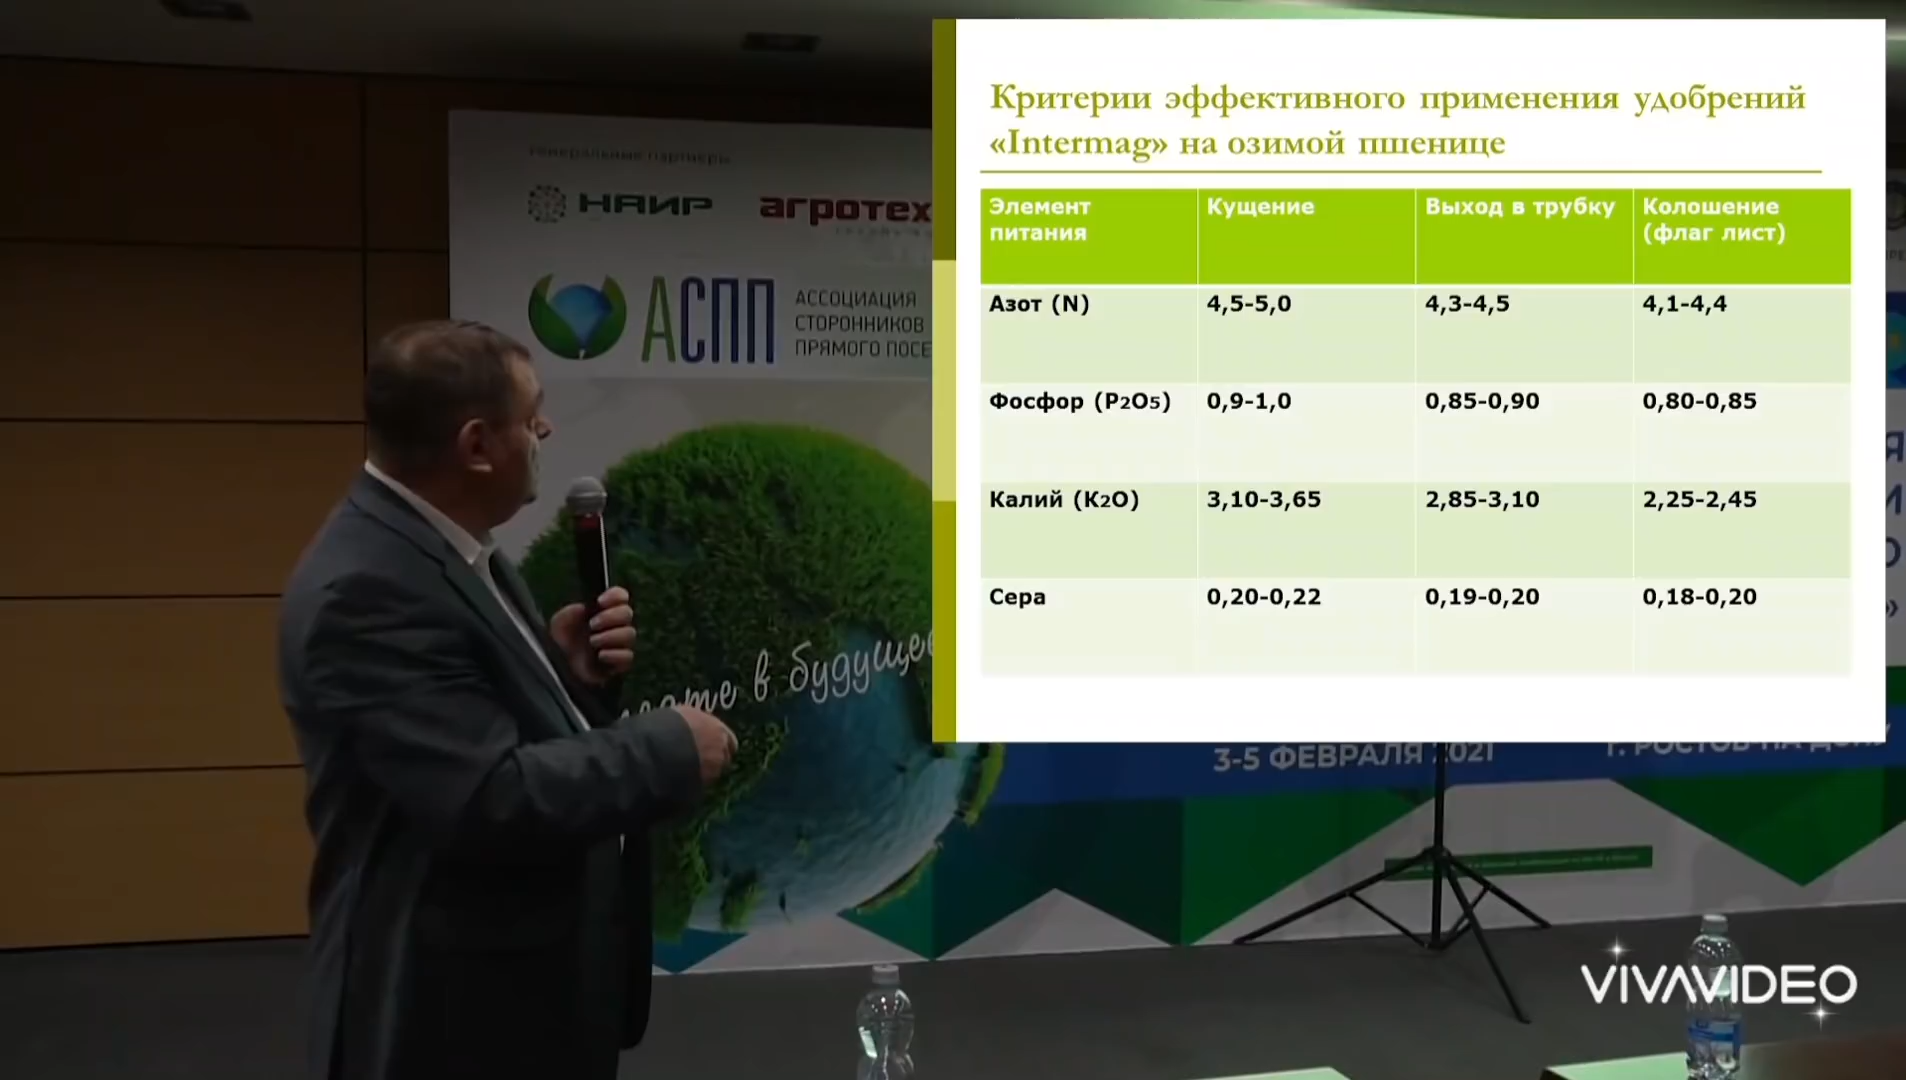 генеральные партнеры
НАИР
агротех
АСПП
АССОЦИАЦИЯ
СТОРОННИКОВ
ПРЯМОГО ПОСЕ
в будущее
3-5 ФЕВРАЛЯ 2021
Критерии эффективного применения удобрений
«Intermag» на озимой пшенице
Элемент питания Кущение Выход в трубку Колошение (флаг лист)
Азот (N) 4,5-5,0 4,3-4,5 4,1-4,4
Фосфор (P2O5) 0,9-1,0 0,85-0,90 0,80-0,85
Калий (K2O) 3,10-3,65 2,85-3,10 2,25-2,45
Сера 0,20-0,22 0,19-0,20 0,18-0,20
VIVAVIDEO